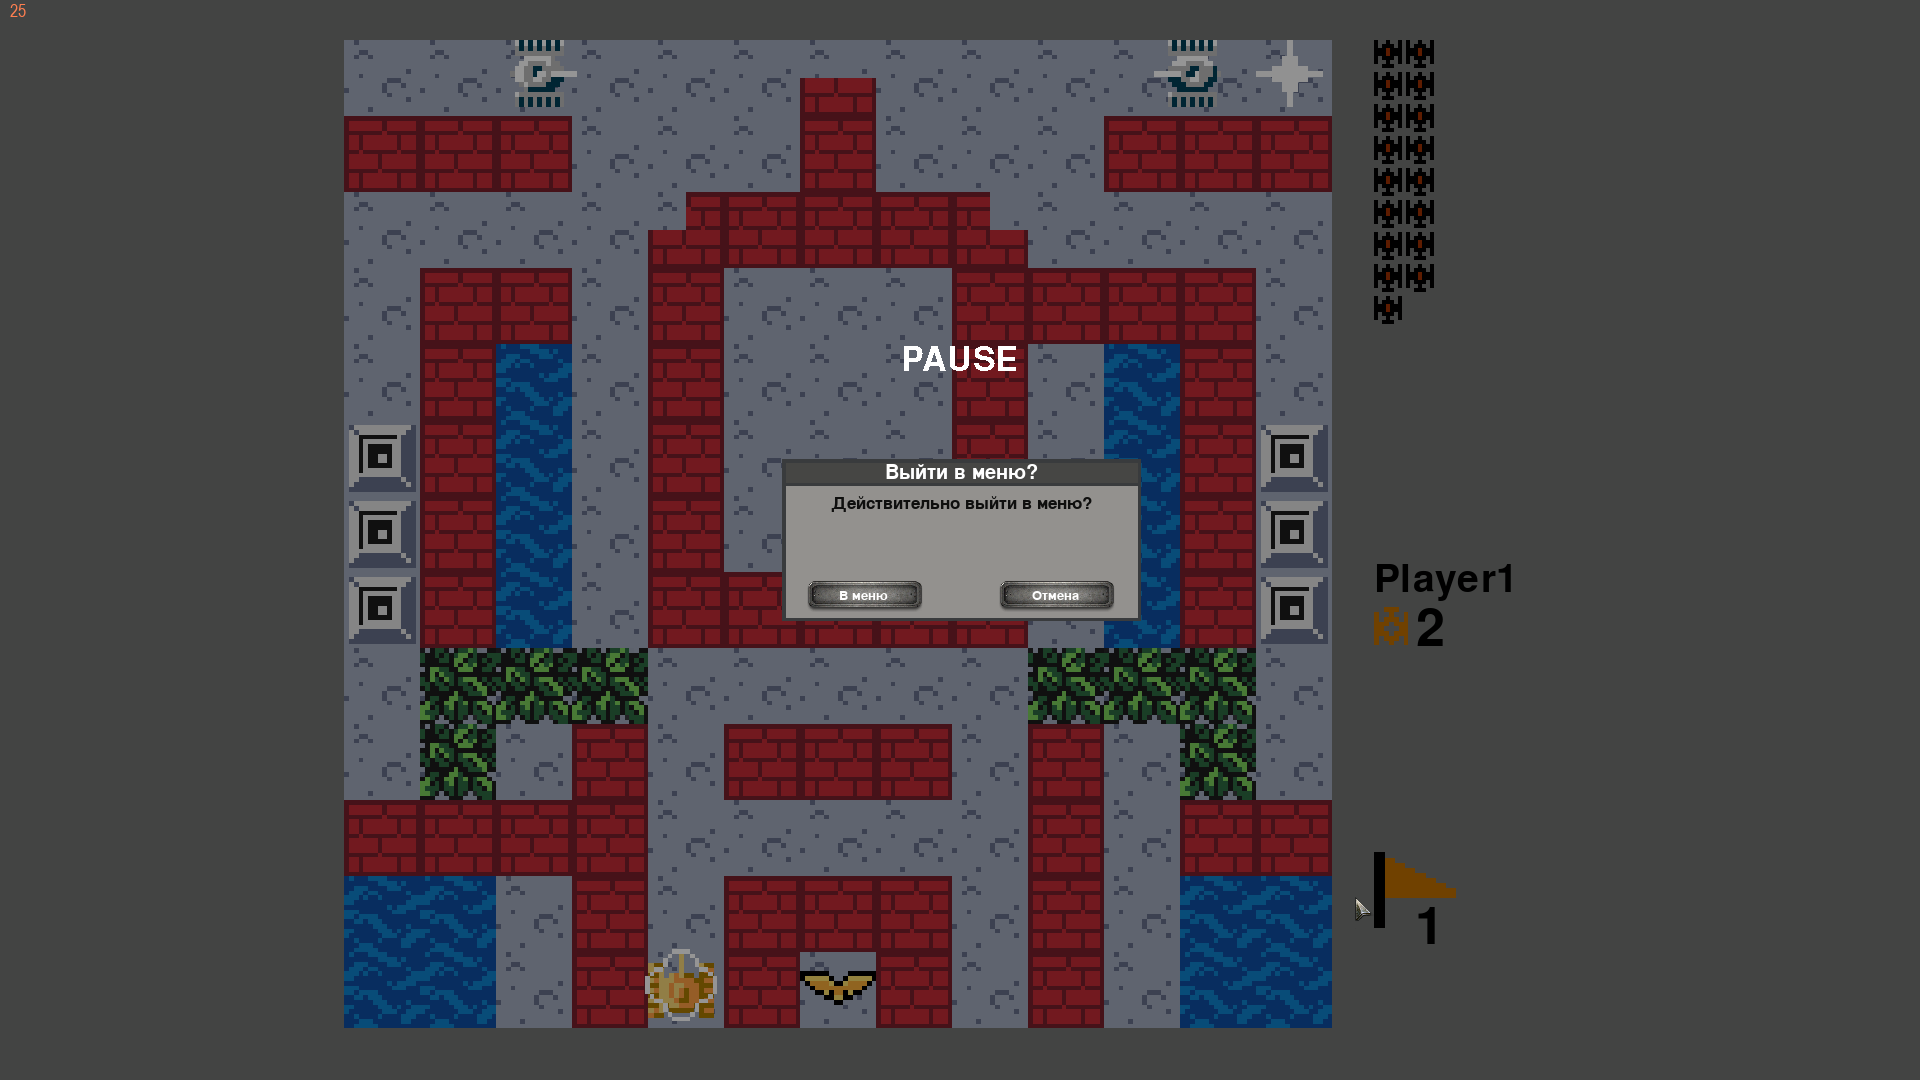 25
PAUSE
Выйти в меню?
Действительно выйти в меню?
В меню
Отмена
Player1
2
1